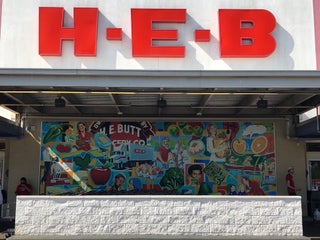 H-E-B
H.E. BUTT
GROCERY CO.